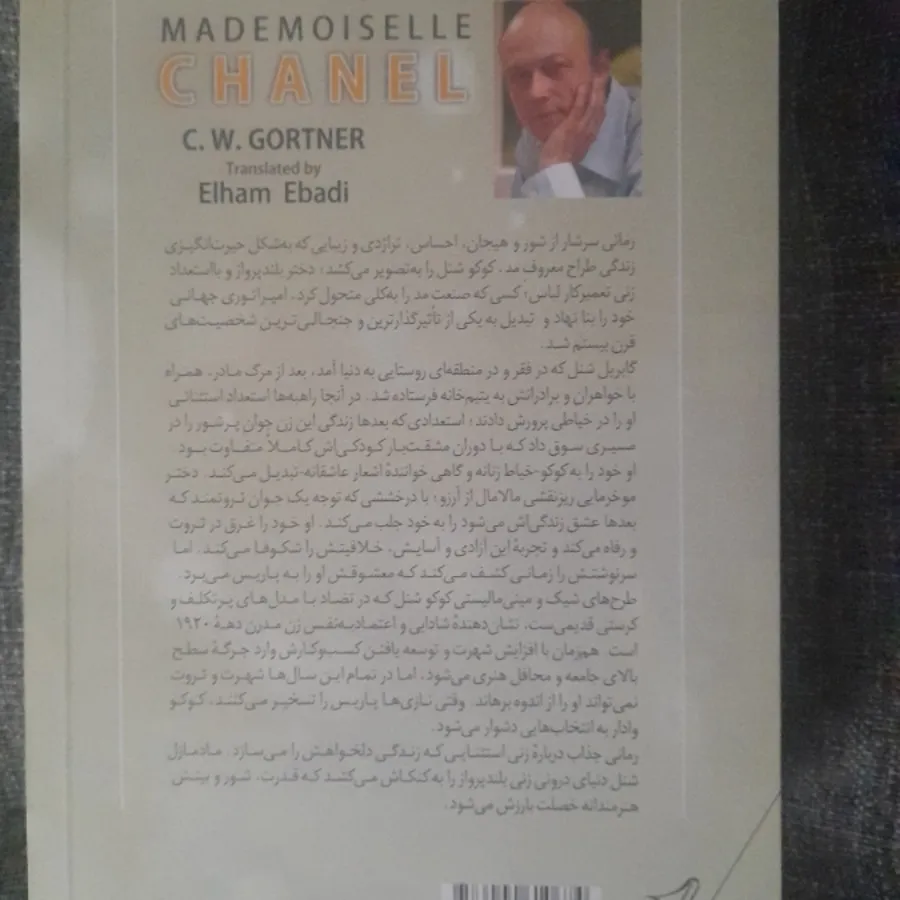 MADEMOISELLE
CHANEL
C. W. GORTNER
Translated by
Elham Ebadi
رمانی سرشار از شور و هیجان، احساس، تراژدی و زیبایی که به‌شکل حیرت‌انگیزی
زندگی طراح معروف مد، کوکو شنل را به‌تصویر می‌کشد؛ دختر بلندپرواز و بااستعداد
زنی تعمیرکار لباس؛ کسی که صنعت مد را به‌کلی متحول کرد، امپراتوری جهانی
خود را بنا نهاد و تبدیل به یکی از تأثیرگذارترین و جنجالی‌ترین شخصیت‌های
قرن بیستم شد.
گابریل شنل که در فقر و در منطقه‌ای روستایی به دنیا آمد، بعد از مرگ مادر، همراه
با خواهران و برادرانش به یتیم‌خانه فرستاده شد. در آنجا راهبه‌ها استعداد استثنائی
او را در خیاطی پرورش دادند؛ استعدادی که بعدها زندگی این زن جوان پرشور را در
مسیری سوق داد که با دوران مشقت‌بار کودکی‌اش کاملاً متفاوت بود.
او خود را به کوکو-خیاط زنانه و گاهی خوانندهٔ اشعار عاشقانه-تبدیل می‌کند. دختر
موخرمایی ریزنقشی مالامال از آرزو؛ با درخششی که توجه یک جوان ثروتمند که
بعدها عشق زندگی‌اش می‌شود را به خود جلب می‌کند. او خود را غرق در ثروت
و رفاه می‌کند و تجربهٔ این آزادی و آسایش، خلاقیتش را شکوفا می‌کند. اما
سرنوشتش را زمانی کشف می‌کند که معشوقش او را به پاریس می‌برد.
طرح‌های شیک و مینی‌مالیستی کوکو شنل که در تضاد با مدل‌های پرتکلف و
کرستی قدیمی‌ست، نشان‌دهندهٔ شادابی و اعتمادبه‌نفس زن مدرن دههٔ ۱۹۲۰
است. هم‌زمان با افزایش شهرت و توسعه یافتن کسب‌وکارش وارد جرگهٔ سطح
بالای جامعه و محافل هنری می‌شود، اما در تمام این سال‌ها شهرت و ثروت
نمی‌تواند او را از اندوه برهاند. وقتی نازی‌ها پاریس را تسخیر می‌کنند، کوکو
وادار به انتخاب‌هایی دشوار می‌شود.
رمانی جذاب دربارهٔ زنی استثنایی که زندگی دلخواهش را می‌سازد. مادمازل
شنل دنیای درونی زنی بلندپرواز را به کنکاش می‌کشد که قدرت، شور و بینش
هنرمندانه خصلت بارزش می‌شود.